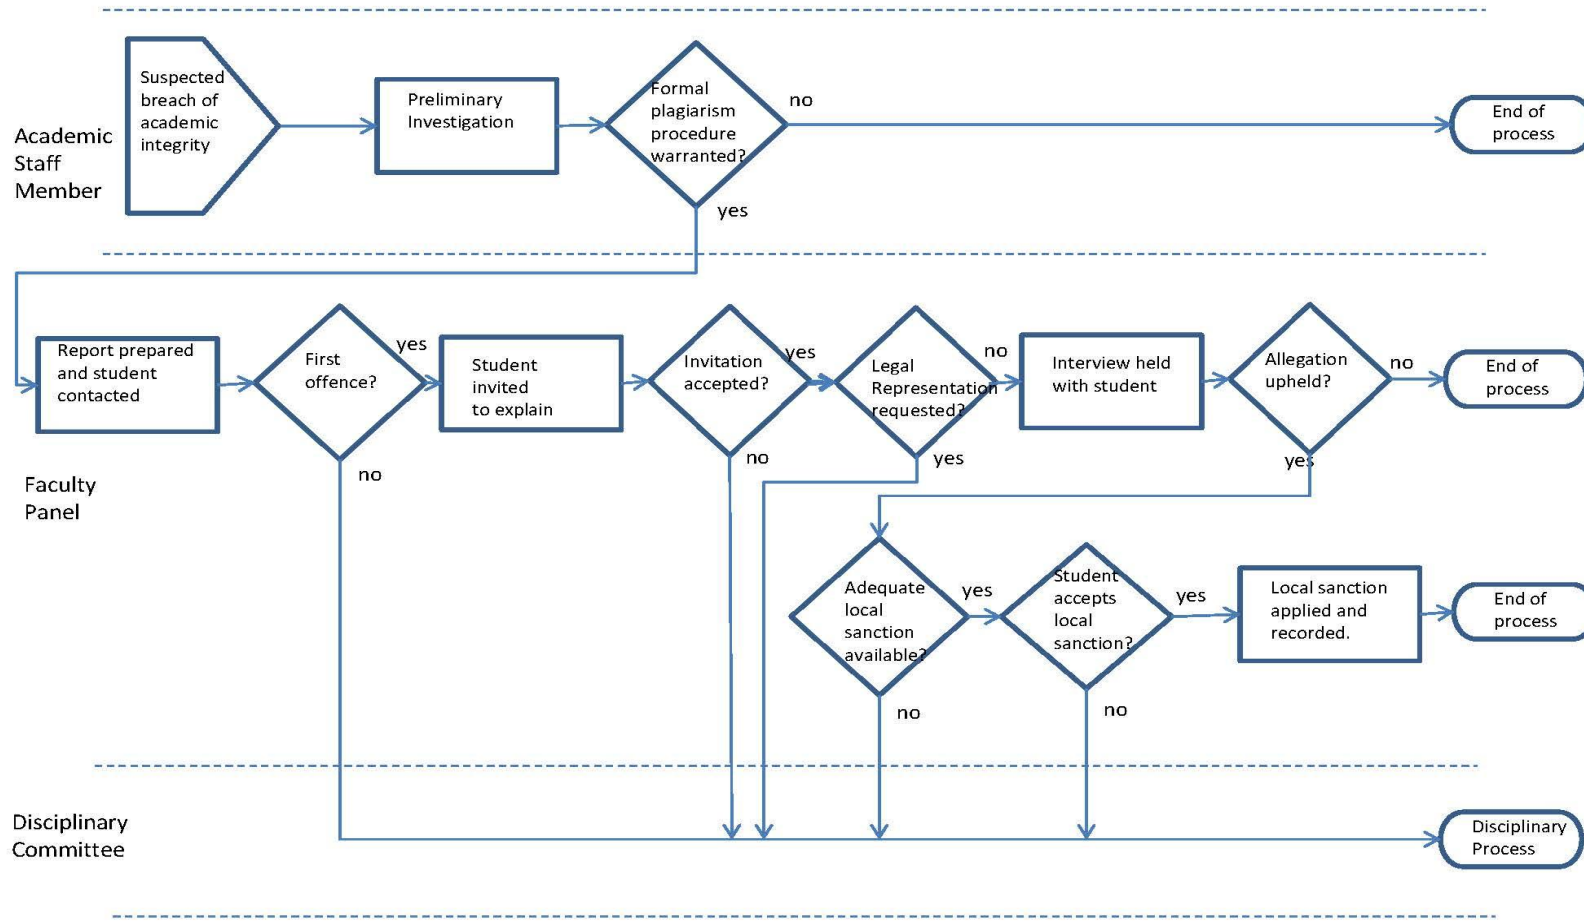 Academic
Staff
Member
Suspected
breach of
academic
integrity
Preliminary
Investigation
Formal
plagiarism
procedure
warranted?
no
yes
End of
process
Faculty
Panel
Report prepared
and student
contacted
First
offence?
yes
no
Student
invited
to explain
Invitation
accepted?
yes
no
Legal
Representation
requested?
no
yes
Interview held
with student
Allegation
upheld?
no
yes
End of
process
Adequate
local
sanction
available?
yes
no
Student
accepts
local
sanction?
yes
no
Local sanction
applied and
recorded.
End of
process
Disciplinary
Committee
Disciplinary
Process